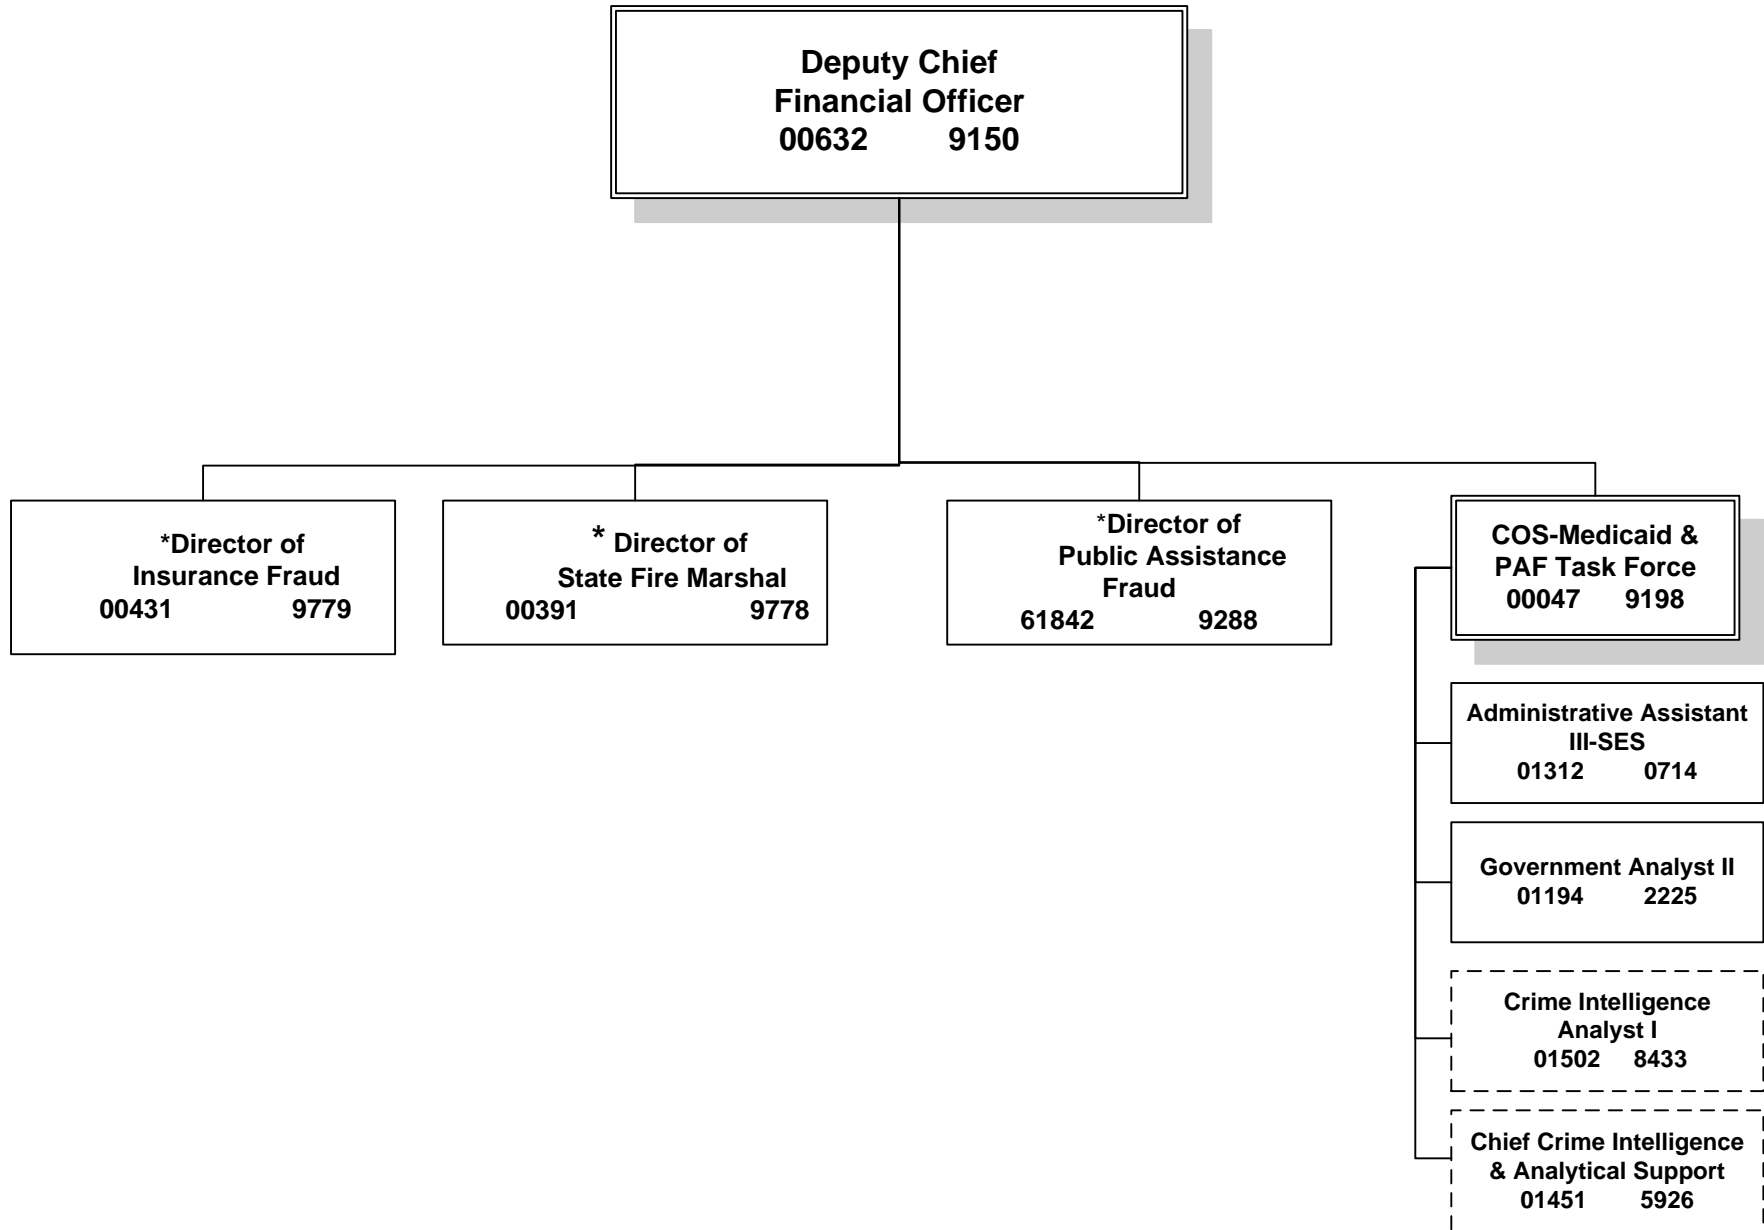 Deputy Chief
Financial Officer
00632 9150
*Director of
Insurance Fraud
00431 9779
* Director of
State Fire Marshal
00391 9778
*Director of
Public Assistance
Fraud
61842 9288
COS-Medicaid &
PAF Task Force
00047 9198
Administrative Assistant
III-SES
01312 0714
Government Analyst II
01194 2225
Crime Intelligence
Analyst I
01502 8433
Chief Crime Intelligence
& Analytical Support
01451 5926